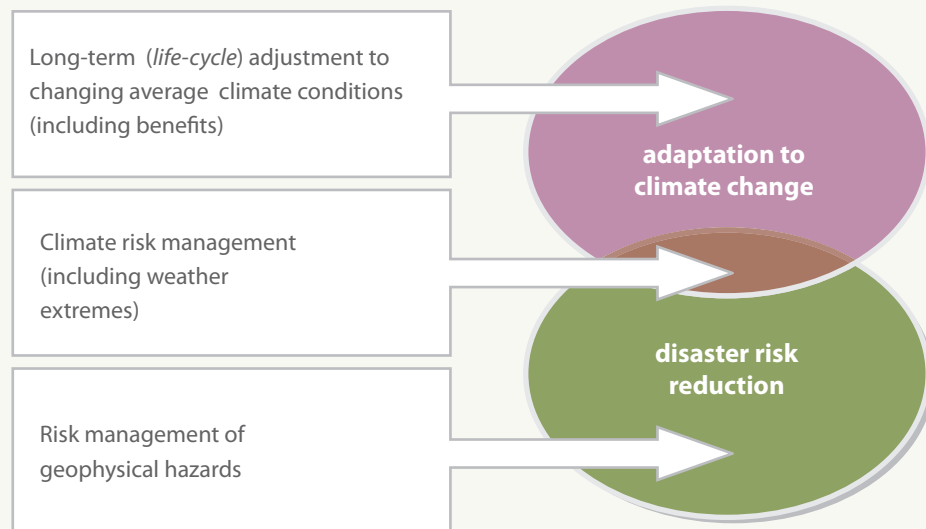 Long-term (life-cycle) adjustment to
changing average climate conditions
(including benefits)
adaptation to
climate change
Climate risk management
(including weather
extremes)
disaster risk
reduction
Risk management of
geophysical hazards